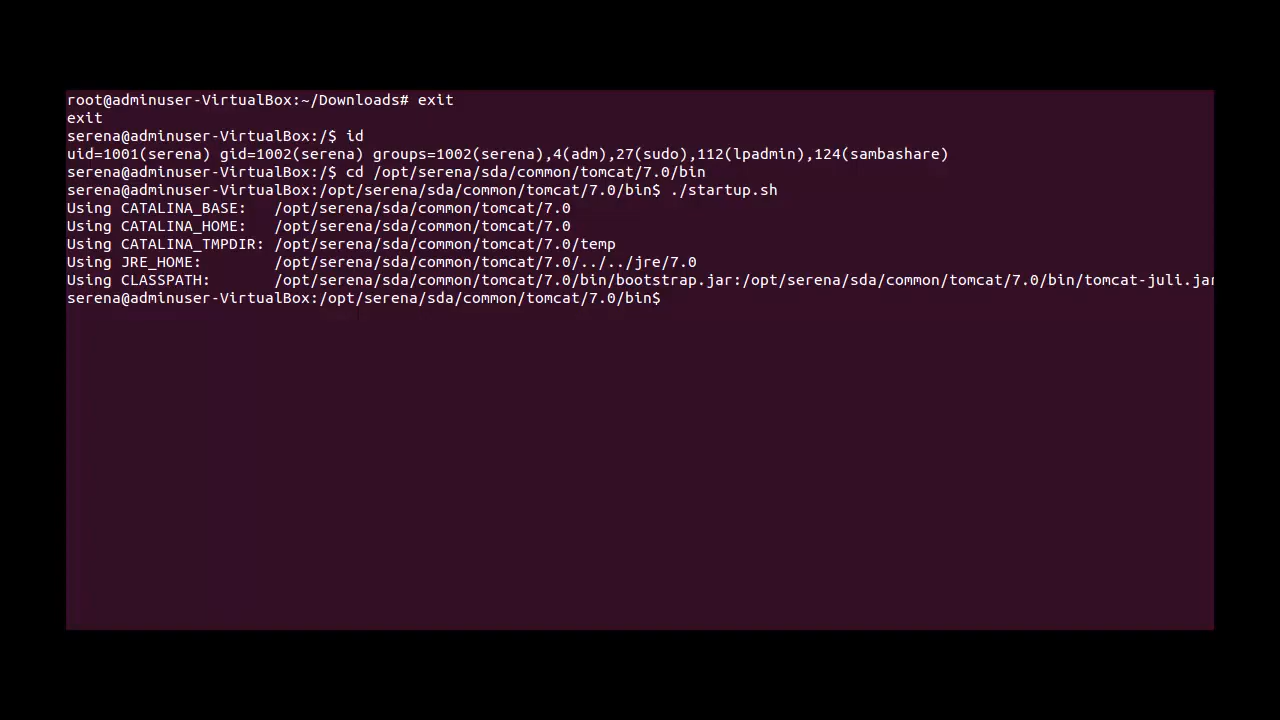 root@adminuser-VirtualBox:~/Downloads# exit
exit
serena@adminuser-VirtualBox:/$ id
uid=1001(serena) gid=1002(serena) groups=1002(serena),4(adm),27(sudo),112(lpadmin),124(sambashare)
serena@adminuser-VirtualBox:/$ cd /opt/serena/sda/common/tomcat/7.0/bin
serena@adminuser-VirtualBox:/opt/serena/sda/common/tomcat/7.0/bin$ ./startup.sh
Using CATALINA_BASE:   /opt/serena/sda/common/tomcat/7.0
Using CATALINA_HOME:   /opt/serena/sda/common/tomcat/7.0
Using CATALINA_TMPDIR: /opt/serena/sda/common/tomcat/7.0/temp
Using JRE_HOME:        /opt/serena/sda/common/tomcat/7.0/../../jre/7.0
Using CLASSPATH:       /opt/serena/sda/common/tomcat/7.0/bin/bootstrap.jar:/opt/serena/sda/common/tomcat/7.0/bin/tomcat-juli.jar
serena@adminuser-VirtualBox:/opt/serena/sda/common/tomcat/7.0/bin$